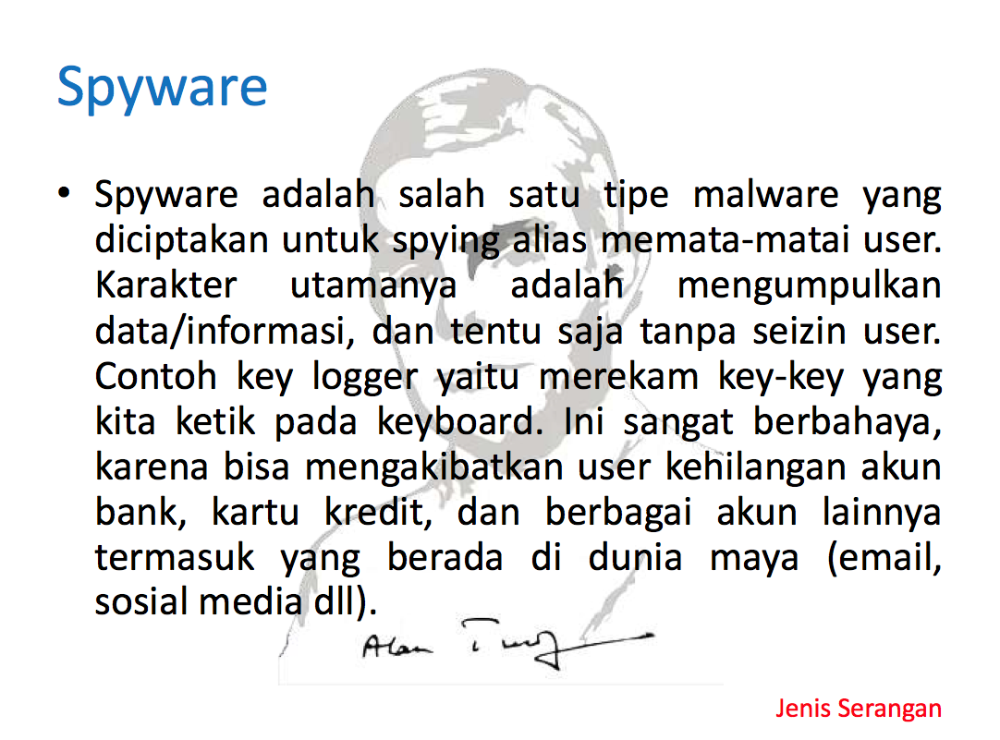 Spyware
• Spyware adalah salah satu tipe malware yang
diciptakan untuk spying alias memata-matai user.
Karakter utamanya adalah mengumpulkan
data/informasi, dan tentu saja tanpa seizin user.
Contoh key logger yaitu merekam key-key yang
kita ketik pada keyboard. Ini sangat berbahaya,
karena bisa mengakibatkan user kehilangan akun
bank, kartu kredit, dan berbagai akun lainnya
termasuk yang berada di dunia maya (email,
sosial media dll).
Alan Turing
Jenis Serangan